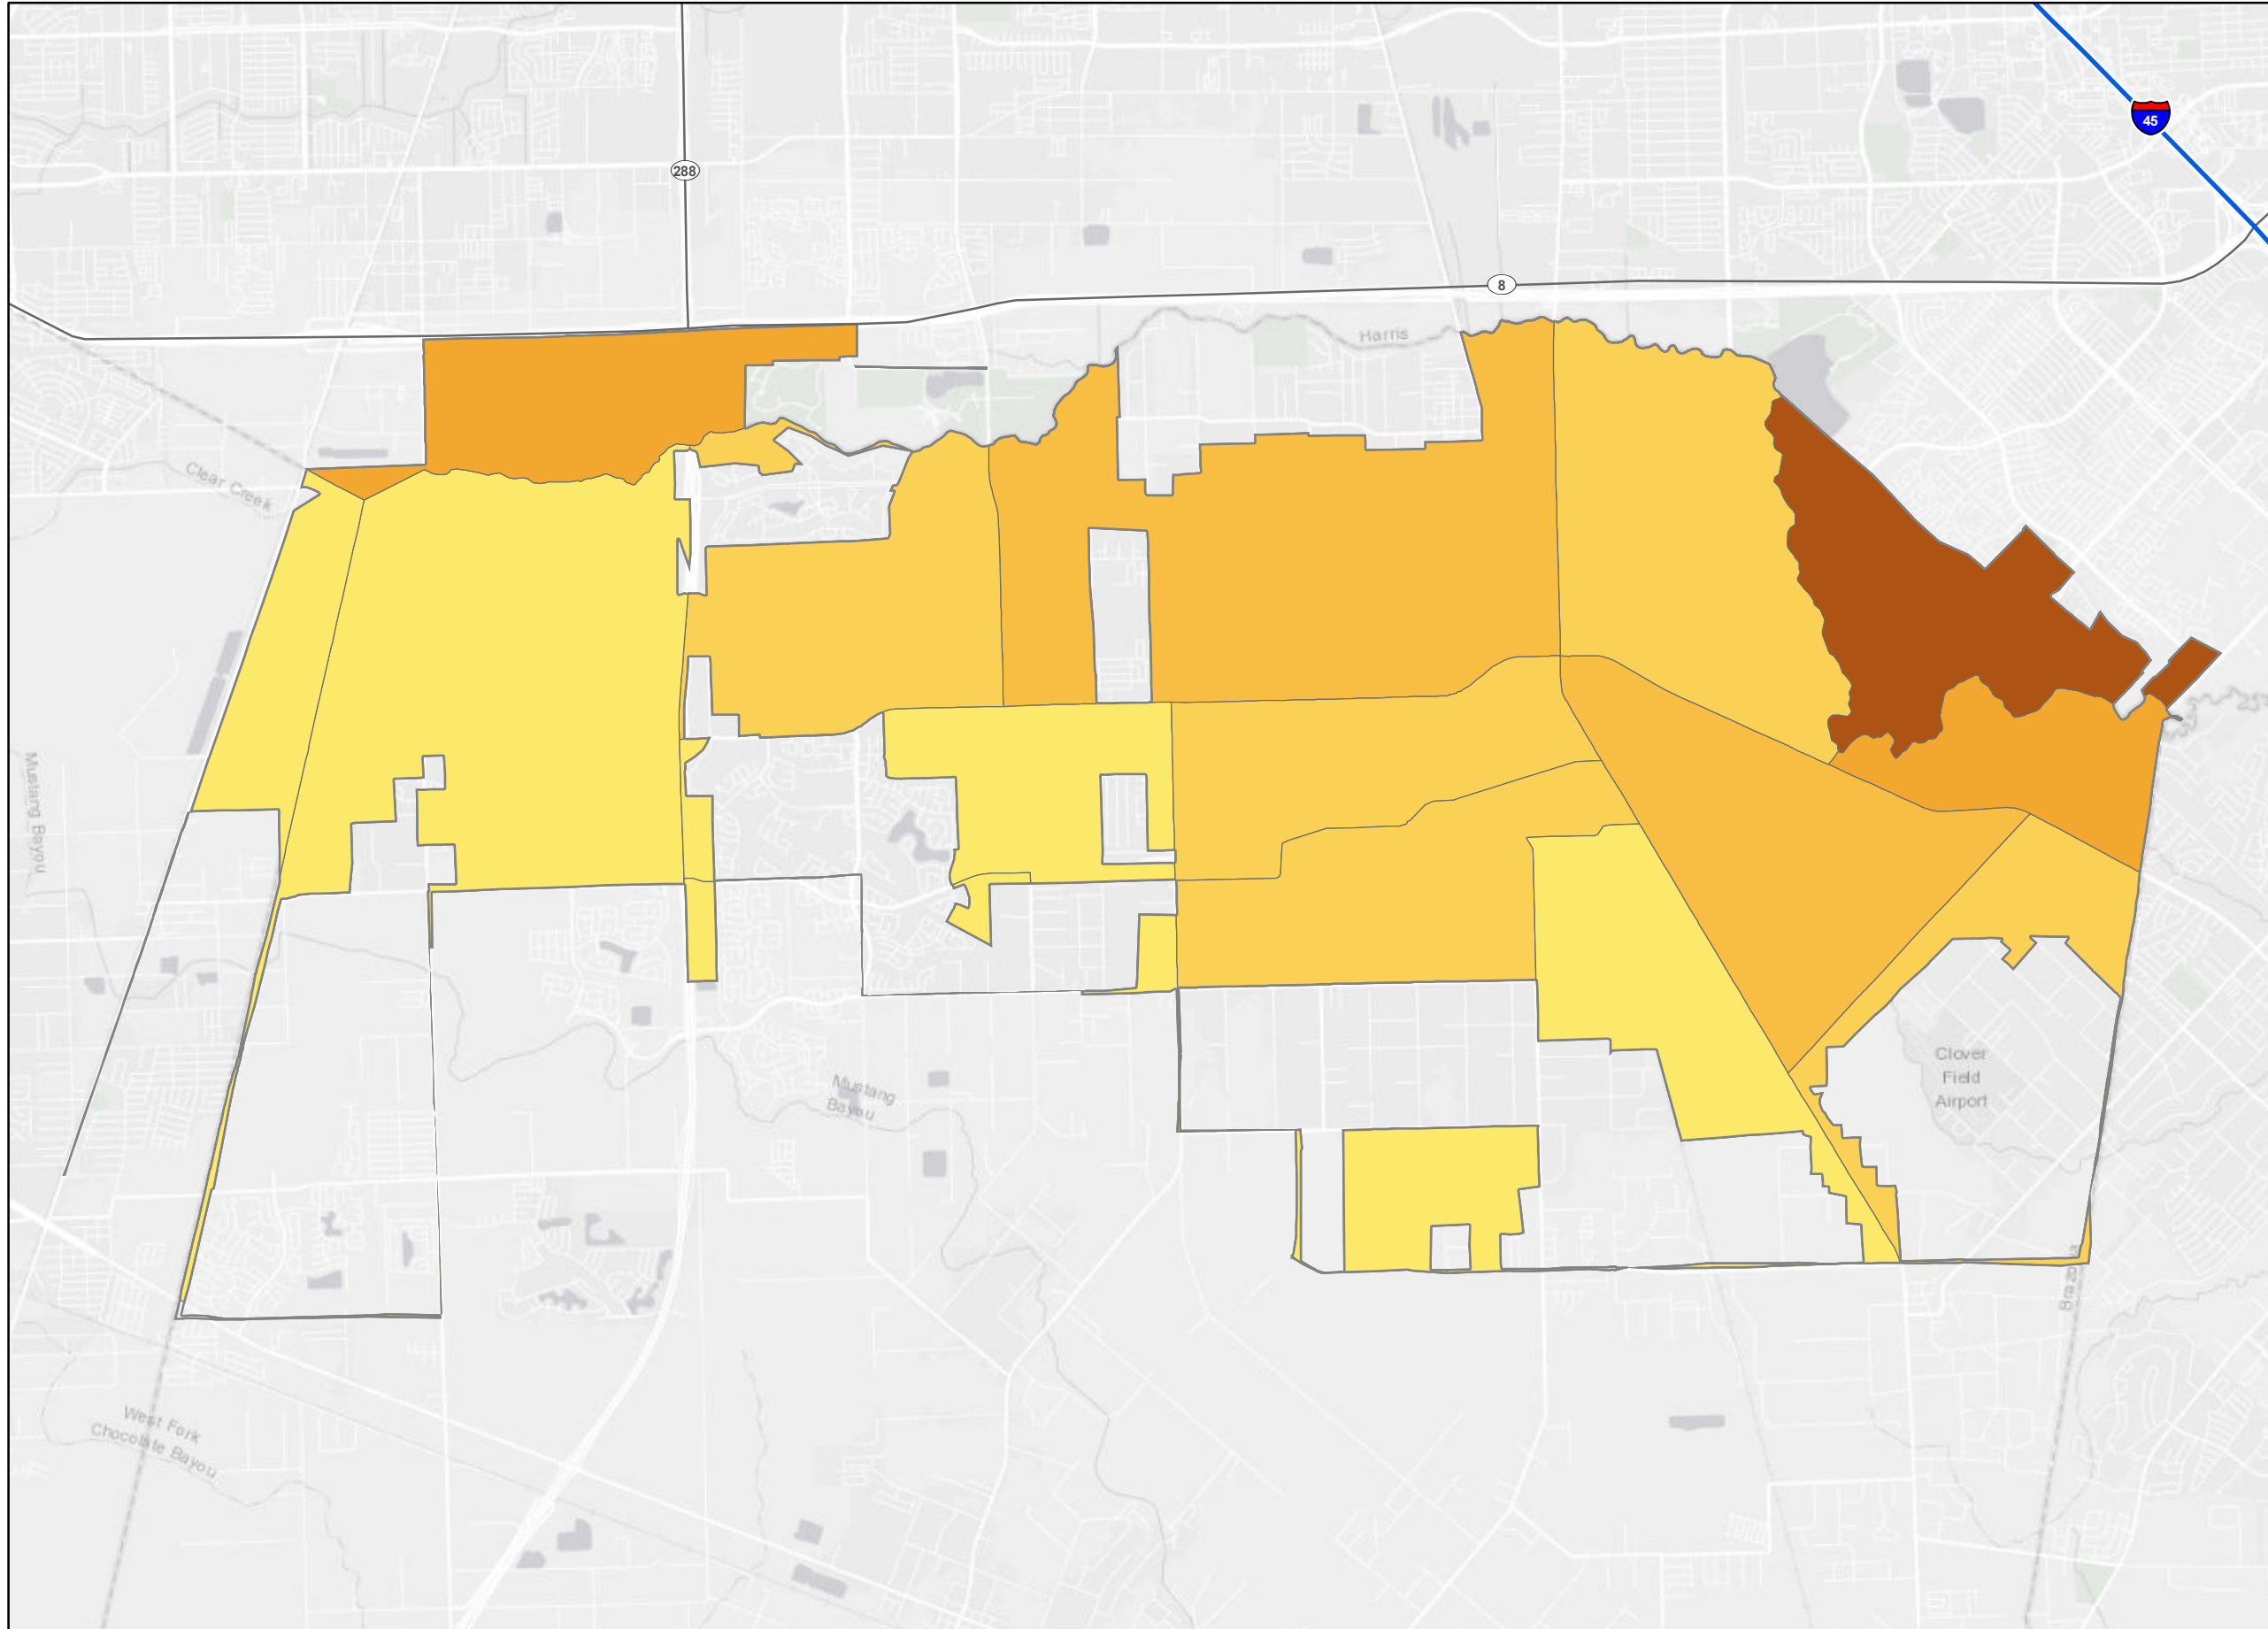 45
288
8
Harris
Clear Creek
Mustang Bayou
Clover
Field
Airport
Mustang
Bayou
West Fork
Chocolate Bayou